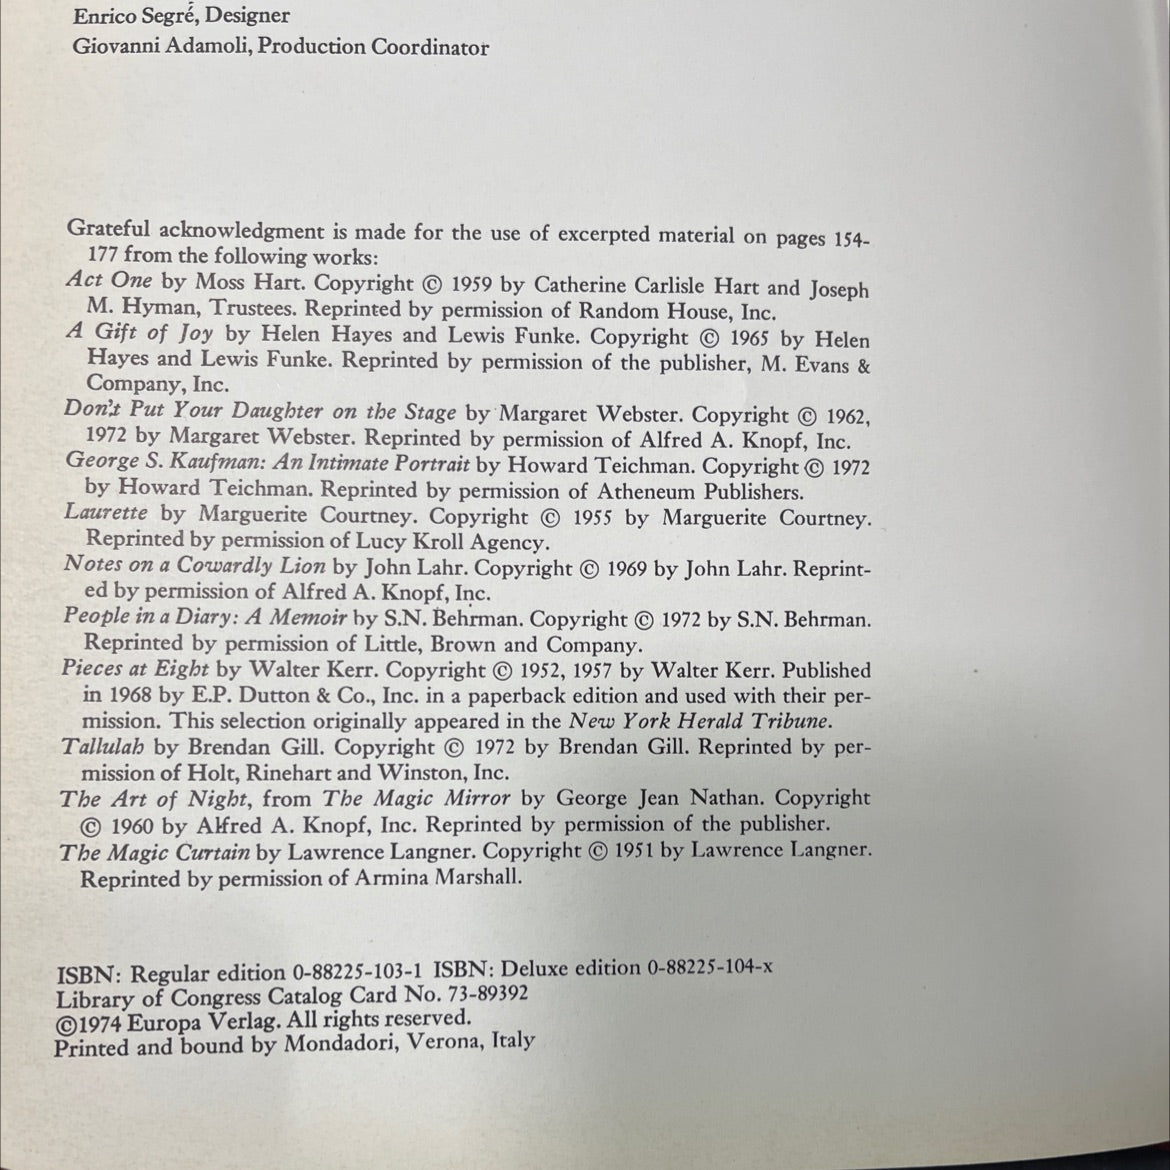 Enrico Segré, Designer
Giovanni Adamoli, Production Coordinator
Grateful acknowledgment is made for the use of excerpted material on pages 154-
177 from the following works:
Act One by Moss Hart. Copyright © 1959 by Catherine Carlisle Hart and Joseph
M. Hyman, Trustees. Reprinted by permission of Random House, Inc.
A Gift of Joy by Helen Hayes and Lewis Funke. Copyright © 1965 by Helen
Hayes and Lewis Funke. Reprinted by permission of the publisher, M. Evans &
Company, Inc.
Don't Put Your Daughter on the Stage by Margaret Webster. Copyright © 1962,
1972 by Margaret Webster. Reprinted by permission of Alfred A. Knopf, Inc.
George S. Kaufman: An Intimate Portrait by Howard Teichman. Copyright © 1972
by Howard Teichman. Reprinted by permission of Atheneum Publishers.
Laurette by Marguerite Courtney. Copyright © 1955 by Marguerite Courtney.
Reprinted by permission of Lucy Kroll Agency.
Notes on a Cowardly Lion by John Lahr. Copyright © 1969 by John Lahr. Reprint-
ed by permission of Alfred A. Knopf, Inc.
People in a Diary: A Memoir by S.N. Behrman. Copyright © 1972 by S.N. Behrman.
Reprinted by permission of Little, Brown and Company.
Pieces at Eight by Walter Kerr. Copyright © 1952, 1957 by Walter Kerr. Published
in 1968 by E.P. Dutton & Co., Inc. in a paperback edition and used with their per-
mission. This selection originally appeared in the New York Herald Tribune.
Tallulah by Brendan Gill. Copyright © 1972 by Brendan Gill. Reprinted by per-
mission of Holt, Rinehart and Winston, Inc.
The Art of Night, from The Magic Mirror by George Jean Nathan. Copyright
© 1960 by Alfred A. Knopf, Inc. Reprinted by permission of the publisher.
The Magic Curtain by Lawrence Langner. Copyright © 1951 by Lawrence Langner.
Reprinted by permission of Armina Marshall.
ISBN: Regular edition 0-88225-103-1 ISBN: Deluxe edition 0-88225-104-x
Library of Congress Catalog Card No. 73-89392
©1974 Europa Verlag. All rights reserved.
Printed and bound by Mondadori, Verona, Italy